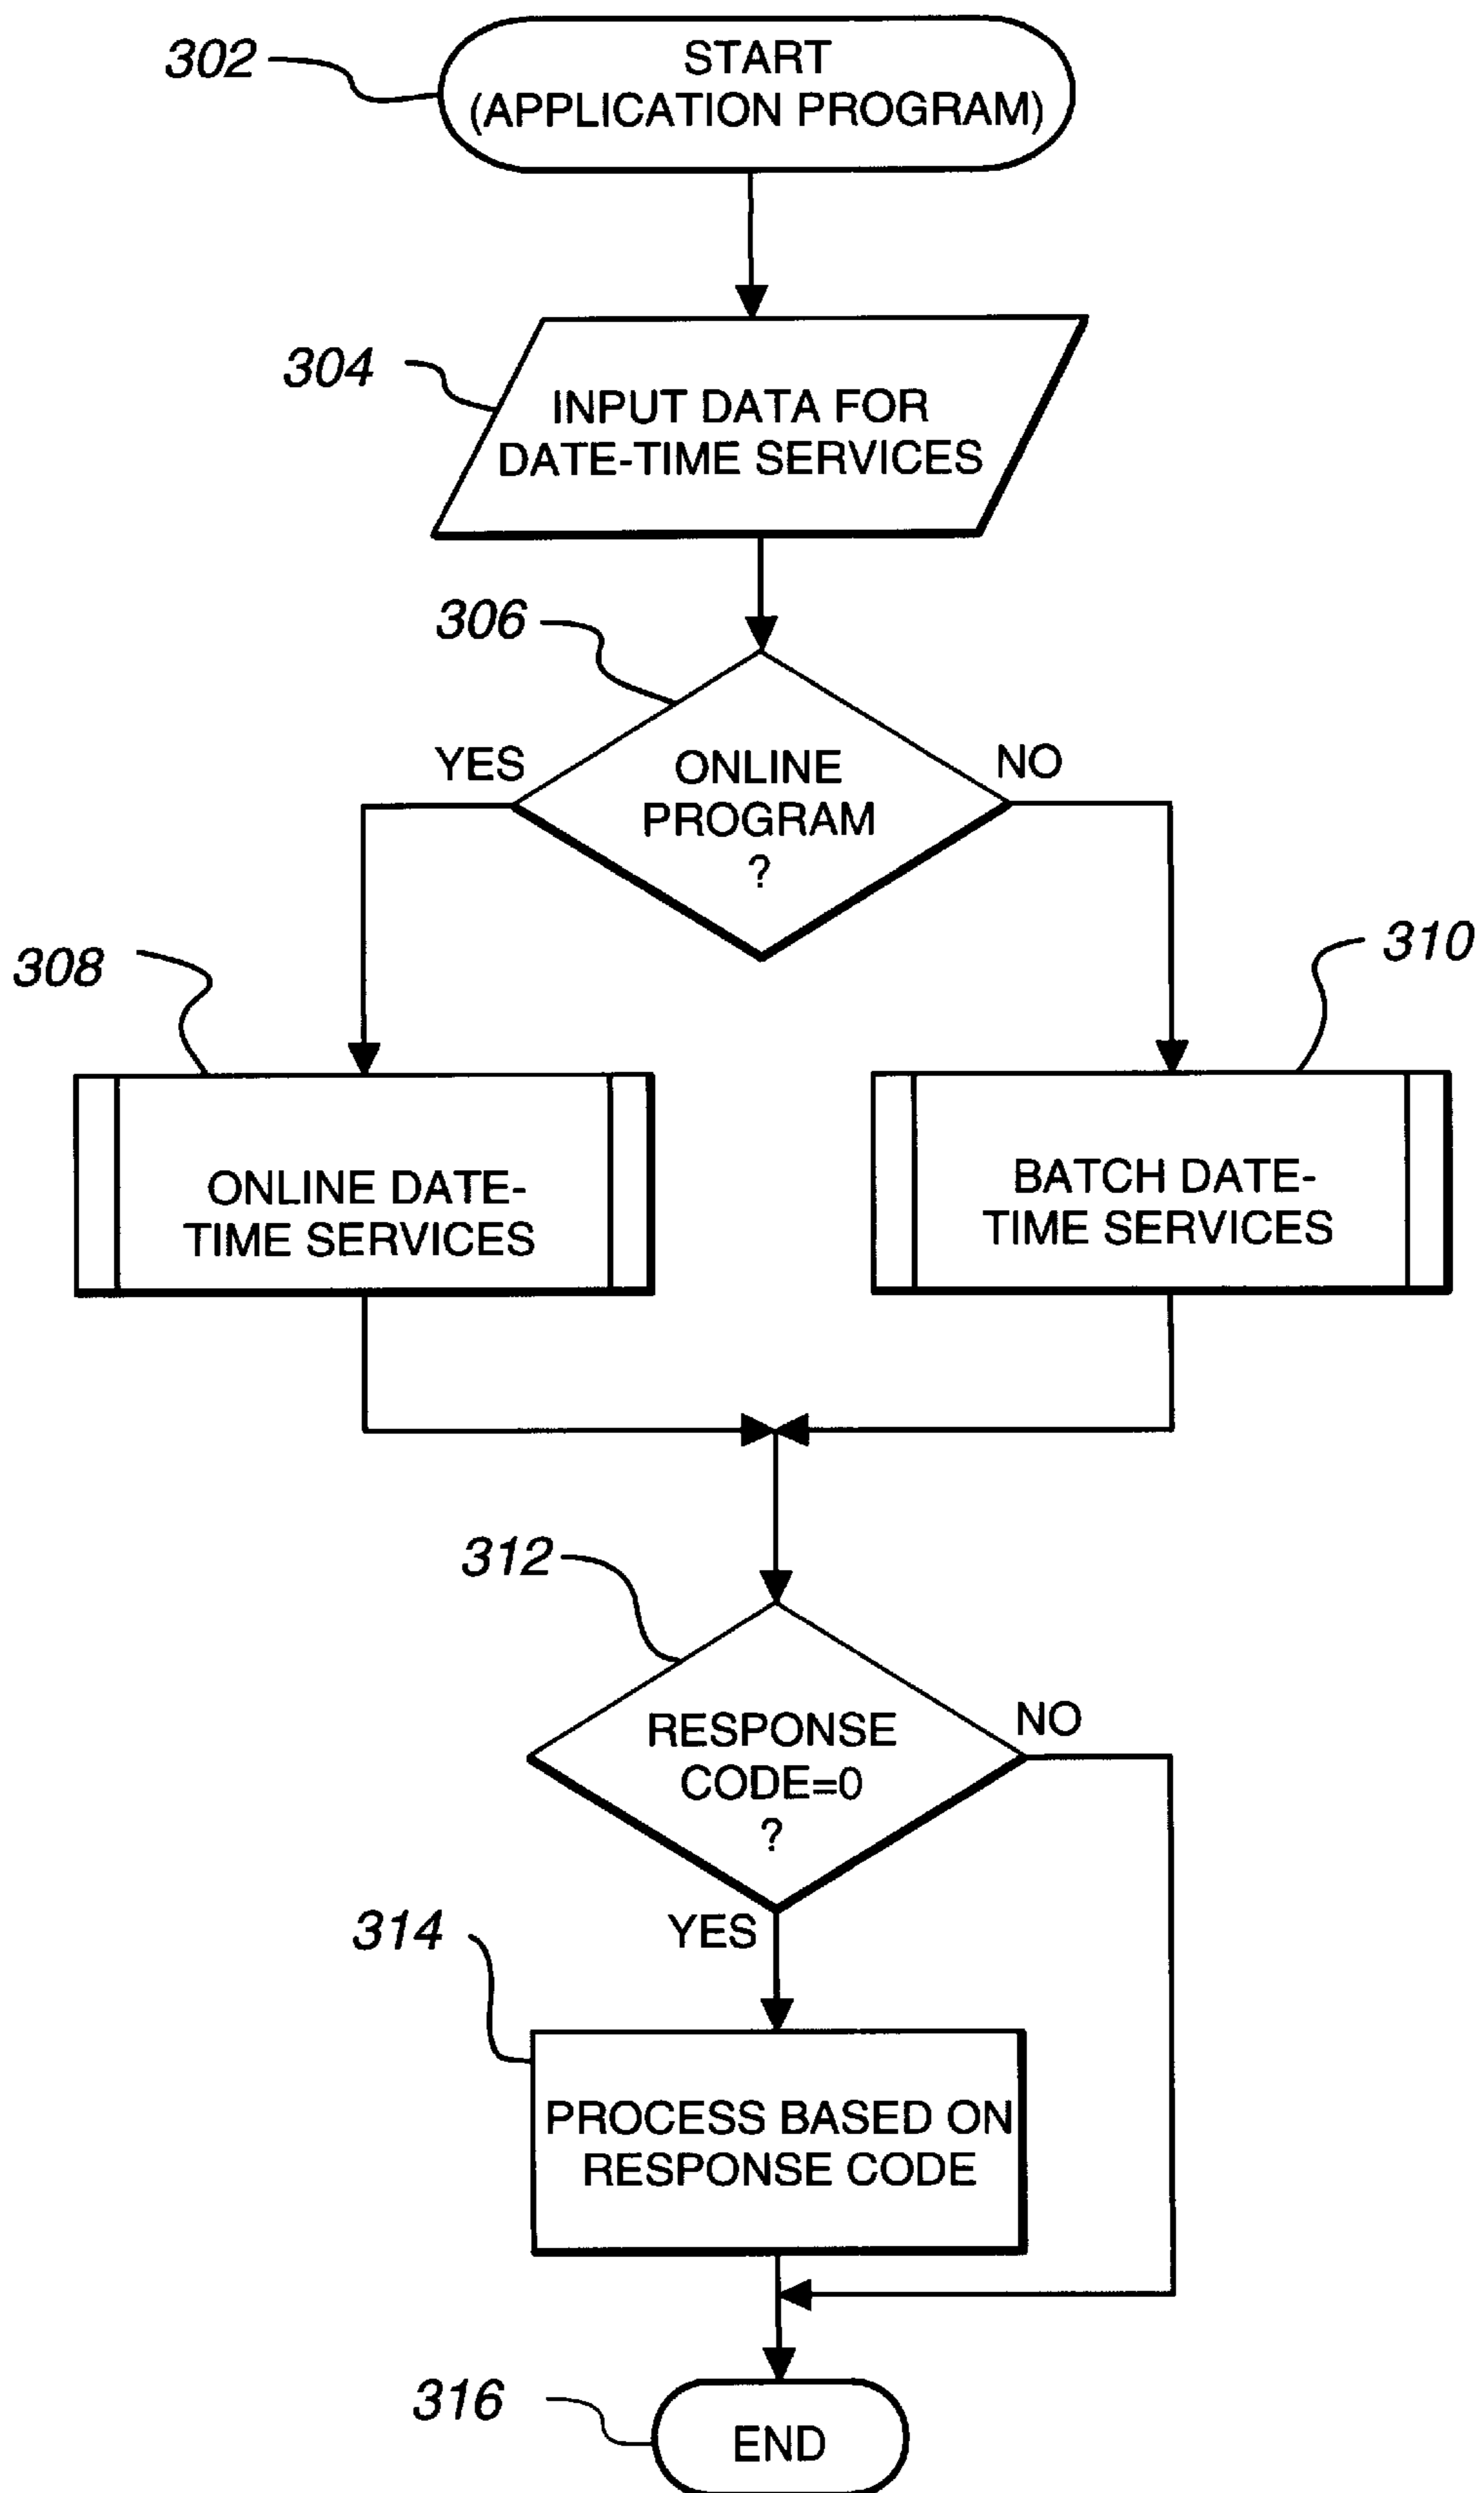 302
START
(APPLICATION PROGRAM)
304
INPUT DATA FOR
DATE-TIME SERVICES
306
YES
ONLINE
PROGRAM
?
NO
308
310
ONLINE DATE-
TIME SERVICES
BATCH DATE-
TIME SERVICES
312
RESPONSE
CODE=0
?
NO
YES
314
PROCESS BASED ON
RESPONSE CODE
316
END